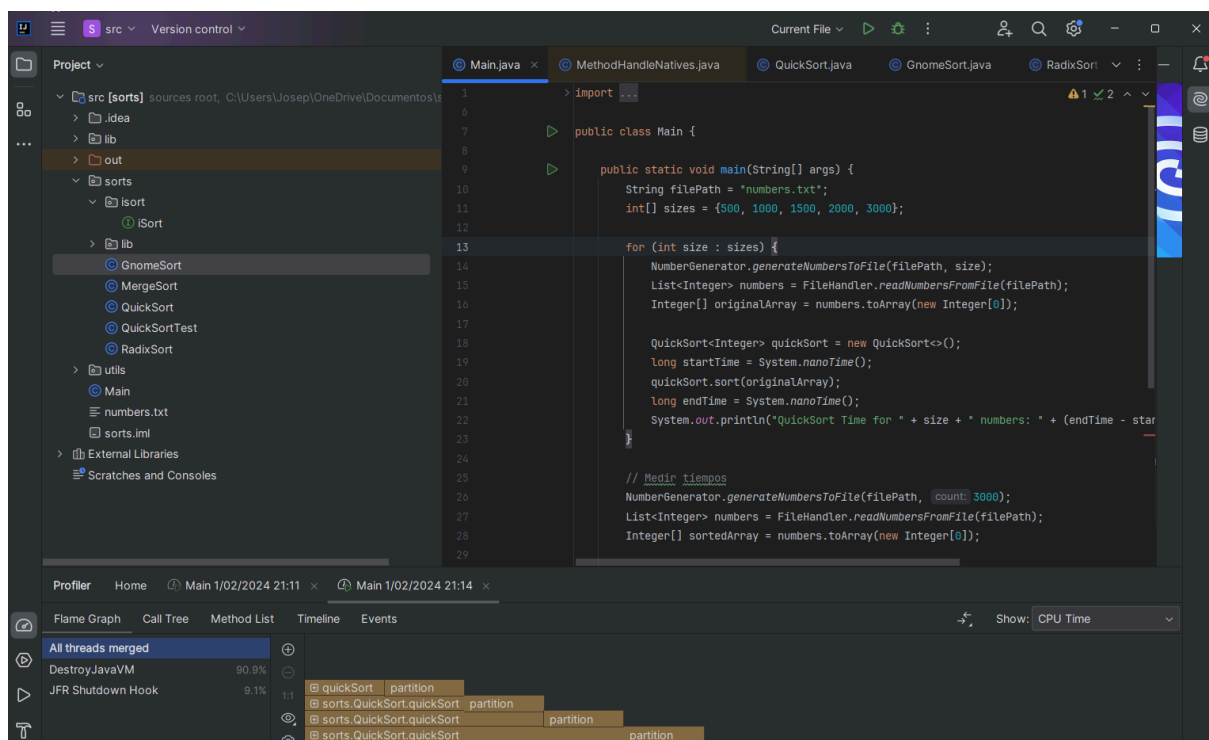 IJ
S src Version control Current File
Project
Main.java MethodHandleNatives.java QuickSort.java GnomeSort.java RadixSort
src [sorts] sources root, C:\Users\Josep\OneDrive\Documentos\s
.idea
lib
out
sorts
isort
iSort
lib
GnomeSort
MergeSort
QuickSort
QuickSortTest
RadixSort
utils
Main
numbers.txt
sorts.iml
External Libraries
Scratches and Consoles
1 import ... 1 2
6
7 public class Main {
8
9 public static void main(String[] args) {
10 String filePath = "numbers.txt";
11 int[] sizes = {500, 1000, 1500, 2000, 3000};
12
13 for (int size : sizes) {
14 NumberGenerator.generateNumbersToFile(filePath, size);
15 List<Integer> numbers = FileHandler.readNumbersFromFile(filePath);
16 Integer[] originalArray = numbers.toArray(new Integer[0]);
17
18 QuickSort<Integer> quickSort = new QuickSort<>();
19 long startTime = System.nanoTime();
20 quickSort.sort(originalArray);
21 long endTime = System.nanoTime();
22 System.out.println("QuickSort Time for " + size + " numbers: " + (endTime - star
23 }
24
25 // Medir tiempos
26 NumberGenerator.generateNumbersToFile(filePath, count: 3000);
27 List<Integer> numbers = FileHandler.readNumbersFromFile(filePath);
28 Integer[] sortedArray = numbers.toArray(new Integer[0]);
29
Profiler Home Main 1/02/2024 21:11 Main 1/02/2024 21:14
Flame Graph Call Tree Method List Timeline Events Show: CPU Time
All threads merged
DestroyJavaVM 90.9%
JFR Shutdown Hook 9.1%
1:1
quickSort partition
sorts.QuickSort.quickSort partition
sorts.QuickSort.quickSort partition
sorts.QuickSort.quickSort partition